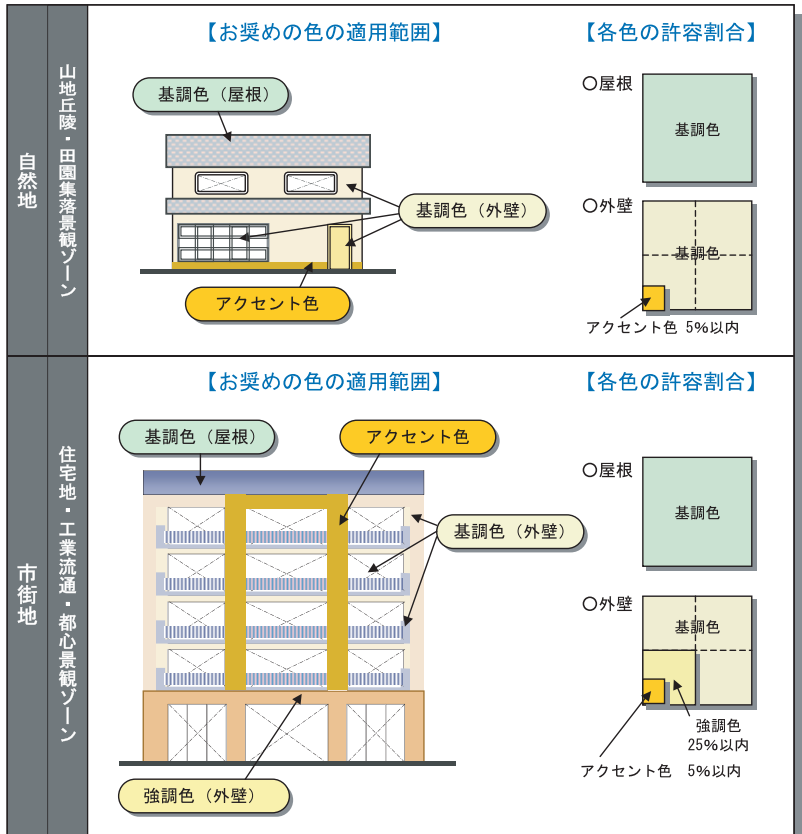 自然地
山地丘陵・田園集落景観ゾーン
【お奨めの色の適用範囲】
基調色（屋根）
基調色（外壁）
アクセント色
【各色の許容割合】
○屋根
基調色
○外壁
基調色
アクセント色 5%以内
市街地
住宅地・工業流通・都心景観ゾーン
【お奨めの色の適用範囲】
基調色（屋根）
アクセント色
基調色（外壁）
強調色（外壁）
【各色の許容割合】
○屋根
基調色
○外壁
基調色
強調色
25%以内
アクセント色 5%以内